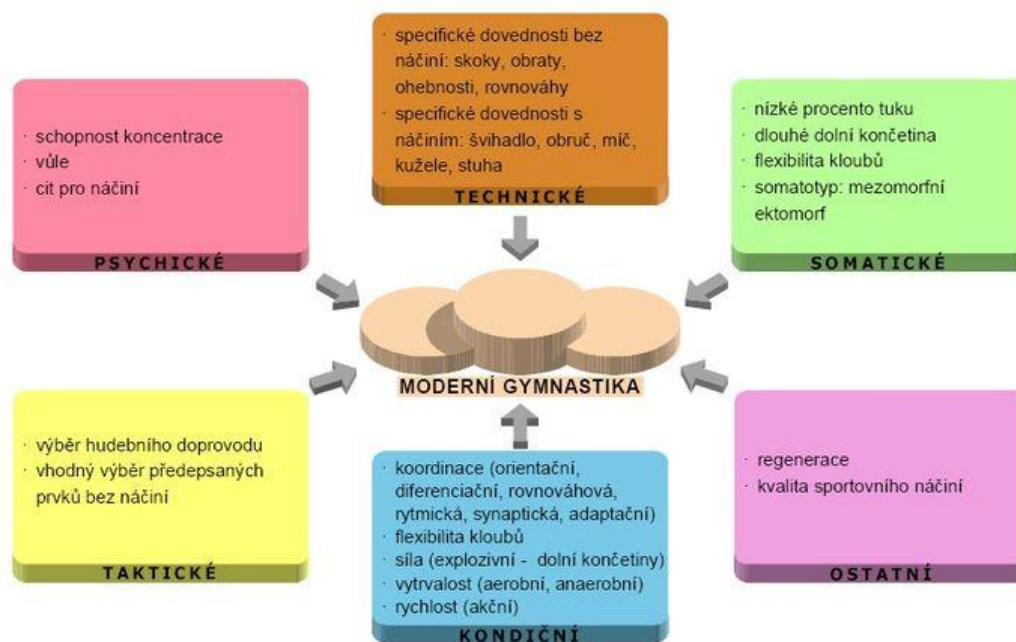 · schopnost koncentrace
· vůle
· cit pro náčiní
PSYCHICKÉ
· specifické dovednosti bez
náčiní: skoky, obraty,
ohebnosti, rovnováhy
· specifické dovednosti s
náčiním: švihadlo, obruč, míč,
kužele, stuha
TECHNICKÉ
· nízké procento tuku
· dlouhé dolní končetina
· flexibilita kloubů
· somatotyp: mezomorfní
ektomorf
SOMATICKÉ
MODERNÍ GYMNASTIKA
· výběr hudebního doprovodu
· vhodný výběr předepsaných
prvků bez náčiní
TAKTICKÉ
· koordinace (orientační,
diferenciační, rovnováhová,
rytmická, synaptická, adaptační)
· flexibilita kloubů
· síla (explozivní - dolní končetiny)
· vytrvalost (aerobní, anaerobní)
· rychlost (akční)
KONDIČNÍ
· regenerace
· kvalita sportovního náčiní
OSTATNÍ